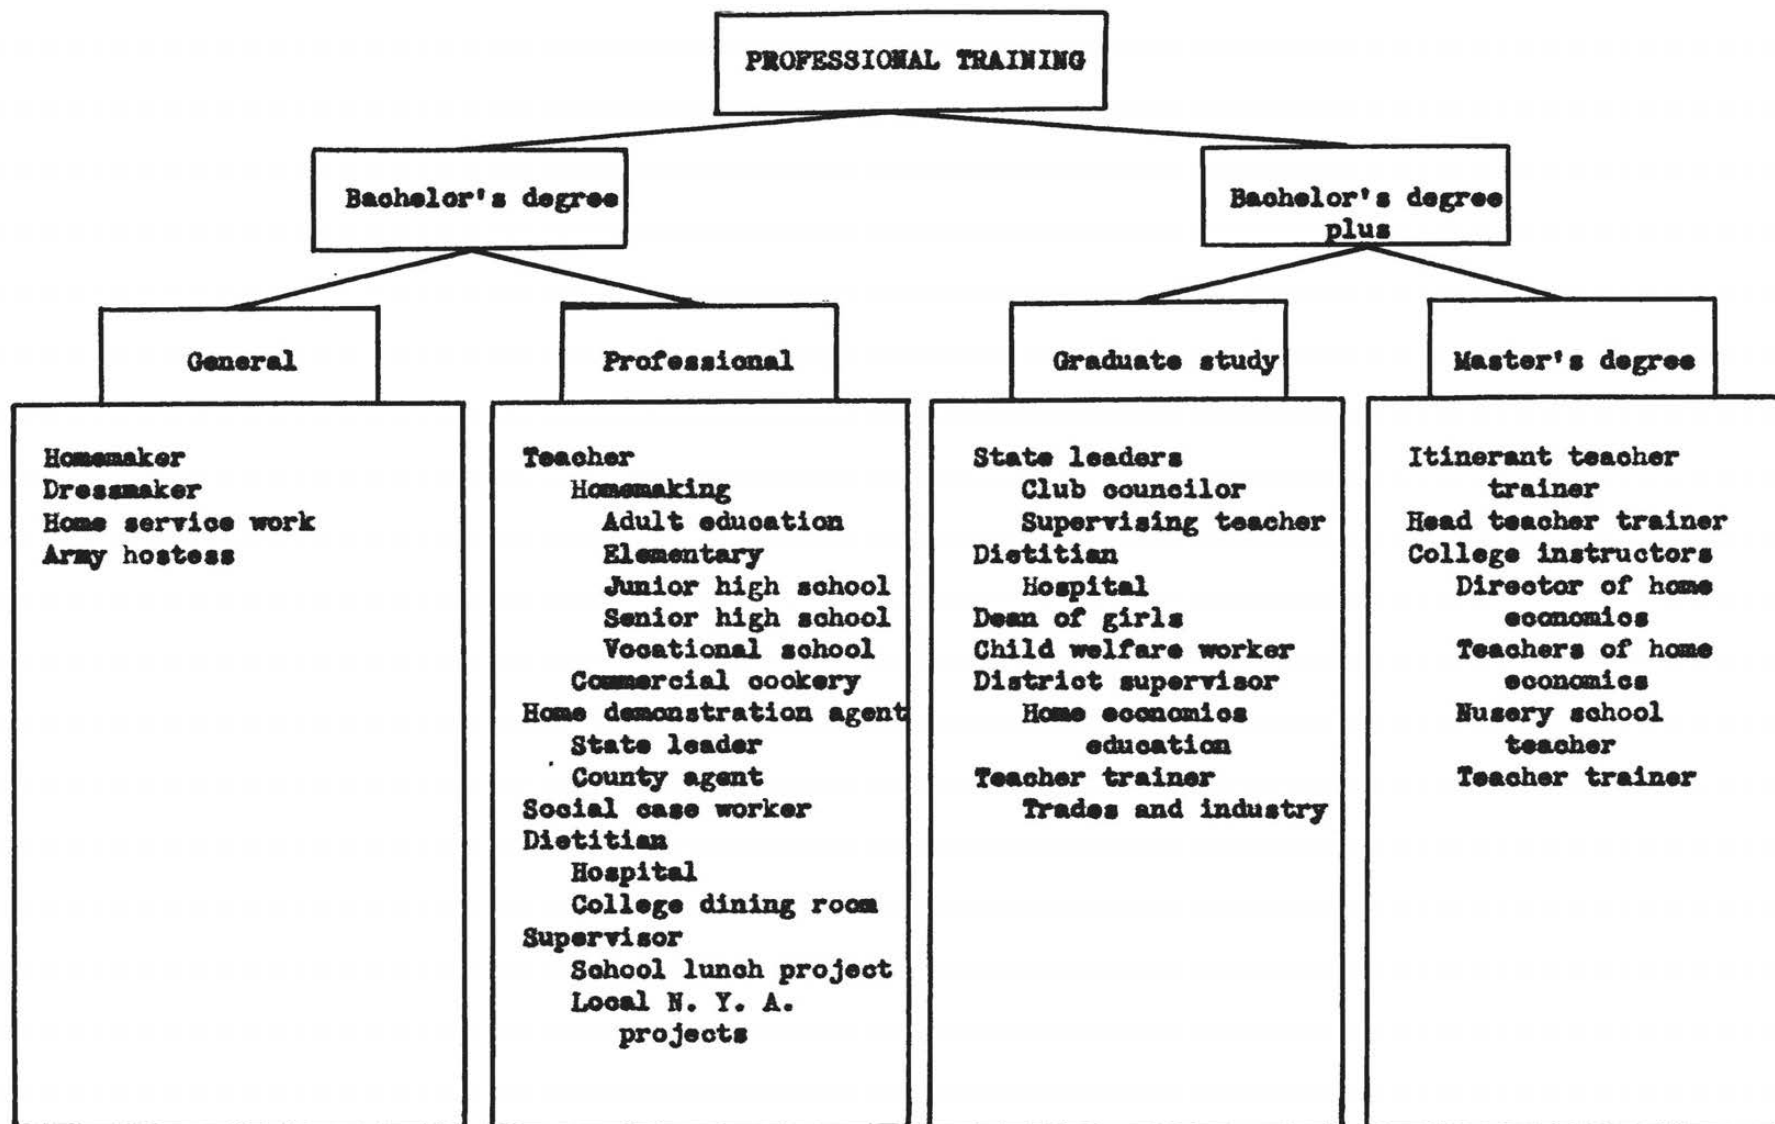 PROFESSIONAL TRAINING
Bachelor's degree
Bachelor's degree
plus
General
Professional
Graduate study
Master's degree
Homemaker
Dressmaker
Home service work
Army hostess
Teacher
Homemaking
Adult education
Elementary
Junior high school
Senior high school
Vocational school
Commercial cookery
Home demonstration agent
State leader
County agent
Social case worker
Dietitian
Hospital
College dining room
Supervisor
School lunch project
Local N. Y. A.
projects
State leaders
Club councilor
Supervising teacher
Dietitian
Hospital
Dean of girls
Child welfare worker
District supervisor
Home economics
education
Teacher trainer
Trades and industry
Itinerant teacher
trainer
Head teacher trainer
College instructors
Director of home
economics
Teachers of home
economics
Nusery school
teacher
Teacher trainer